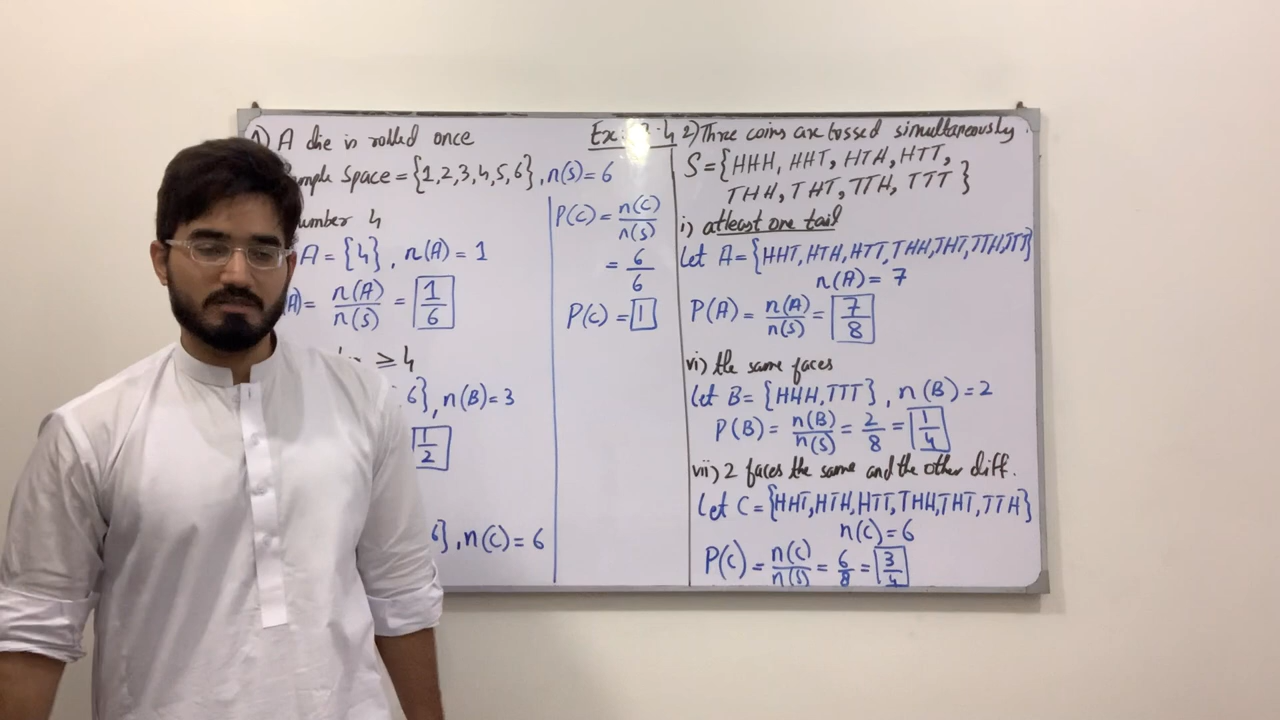 A die is rolled once
Space = {1,2,3,4,5,6}, n(S) = 6
number 4
A = {4}, n(A) = 1
= n(A)/n(S) = 1/6
≥ 4
6}, n(B) = 3
1/2
6}, n(C) = 6
Ex:
P(C) = n(C)/n(S)
= 6/6
P(C) = 1
2) Three coins are tossed simultaneously.
S = {HHH, HHT, HTH, HTT,
THH, THT, TTH, TTT}
i) atleast one tail
Let A = {HHT, HTH, HTT, THH, THT, TTH, TTT}
n(A) = 7
P(A) = n(A)/n(S) = 7/8
vi) the same faces
Let B = {HHH, TTT}, n(B) = 2
P(B) = n(B)/n(S) = 2/8 = 1/4
vii) 2 faces the same and the other diff.
Let C = {HHT, HTH, HTT, THH, THT, TTH}
n(C) = 6
P(C) = n(C)/n(S) = 6/8 = 3/4